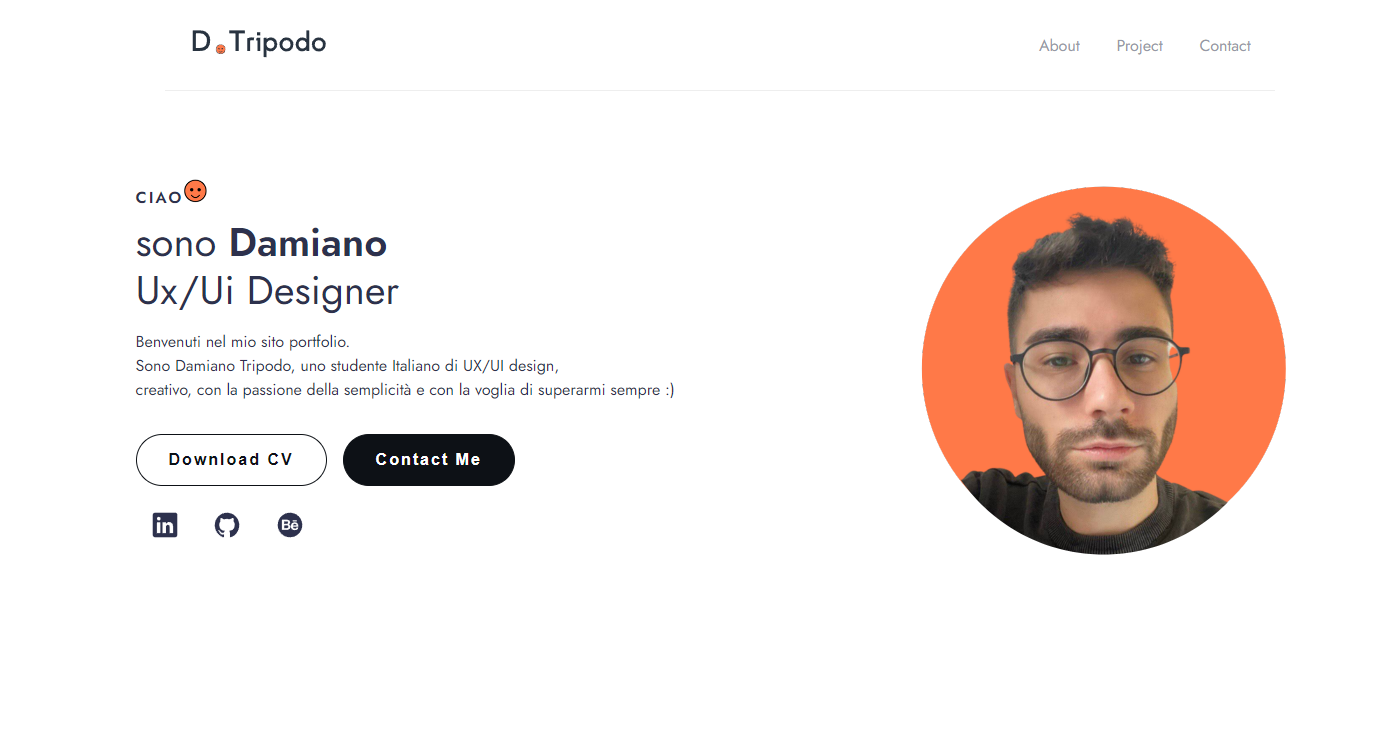 D.Tripodo
About
Project
Contact
CIAO
sono Damiano
Ux/Ui Designer
Benvenuti nel mio sito portfolio.
Sono Damiano Tripodo, uno studente Italiano di UX/UI design,
creativo, con la passione della semplicità e con la voglia di superarmi sempre :)
Download CV
Contact Me
in
Bē